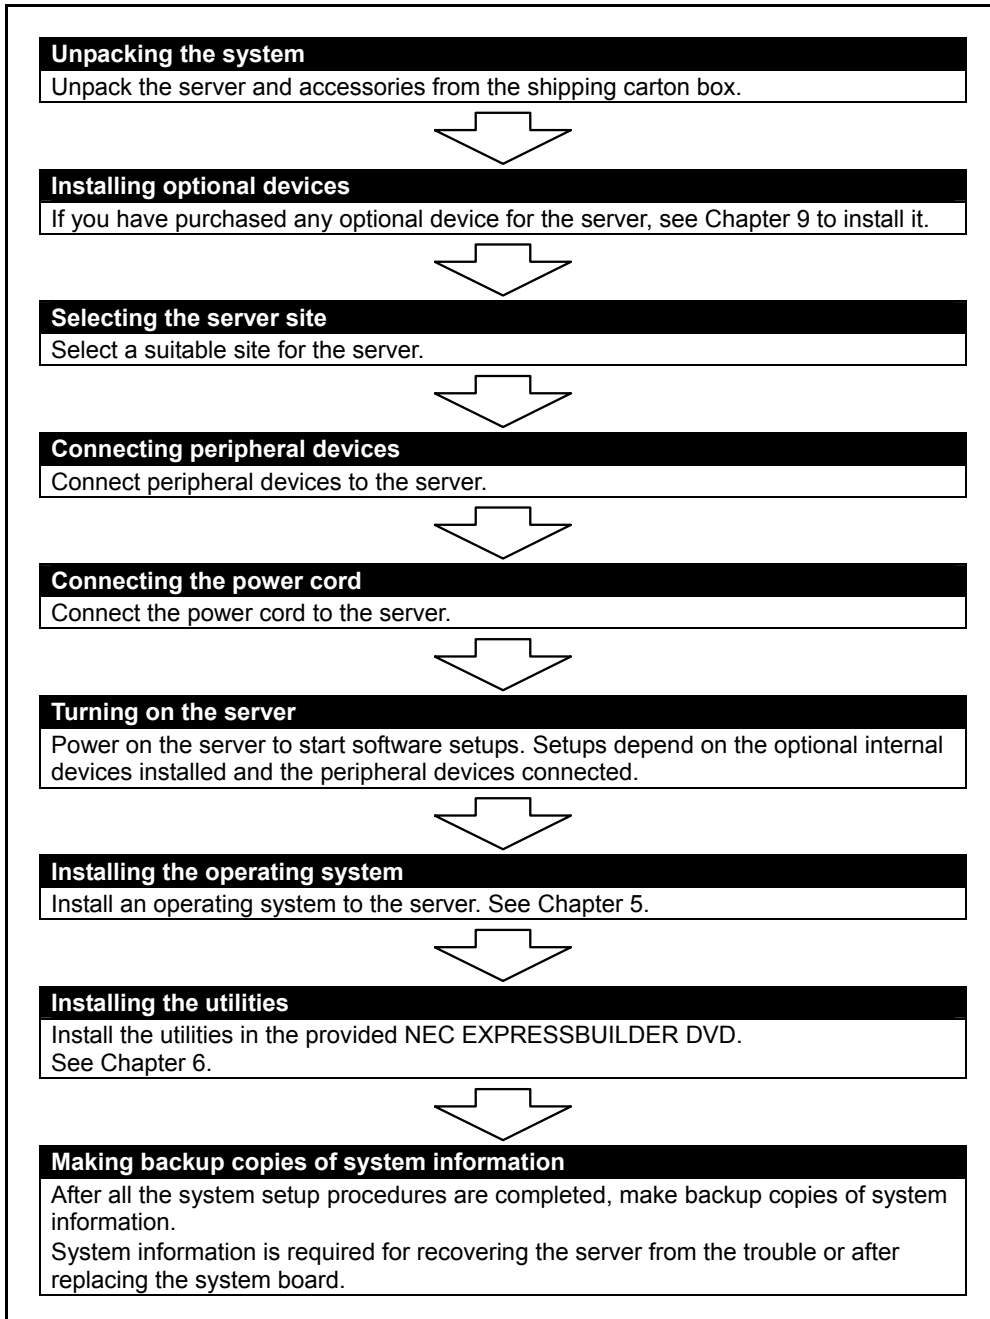 Unpacking the system
Unpack the server and accessories from the shipping carton box.
Installing optional devices
If you have purchased any optional device for the server, see Chapter 9 to install it.
Selecting the server site
Select a suitable site for the server.
Connecting peripheral devices
Connect peripheral devices to the server.
Connecting the power cord
Connect the power cord to the server.
Turning on the server
Power on the server to start software setups. Setups depend on the optional internal
devices installed and the peripheral devices connected.
Installing the operating system
Install an operating system to the server. See Chapter 5.
Installing the utilities
Install the utilities in the provided NEC EXPRESSBUILDER DVD.
See Chapter 6.
Making backup copies of system information
After all the system setup procedures are completed, make backup copies of system
information.
System information is required for recovering the server from the trouble or after
replacing the system board.